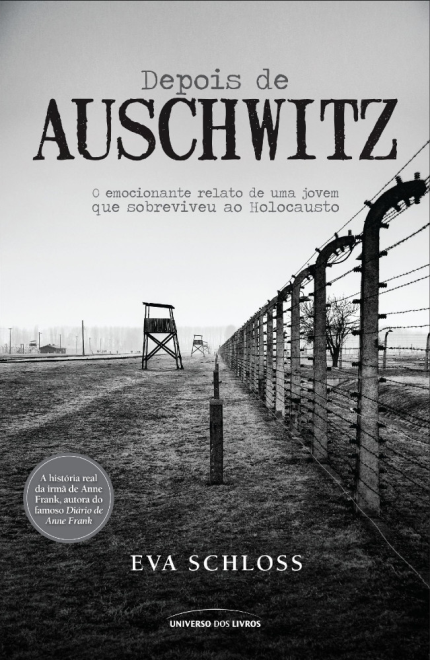 Depois de
AUSCHWITZ
O emocionante relato de uma jovem
que sobreviveu ao Holocausto
A história real
da irmã de Anne
Frank, autora do
famoso Diário de
Anne Frank
EVA SCHLOSS
UNIVERSO DOS LIVROS